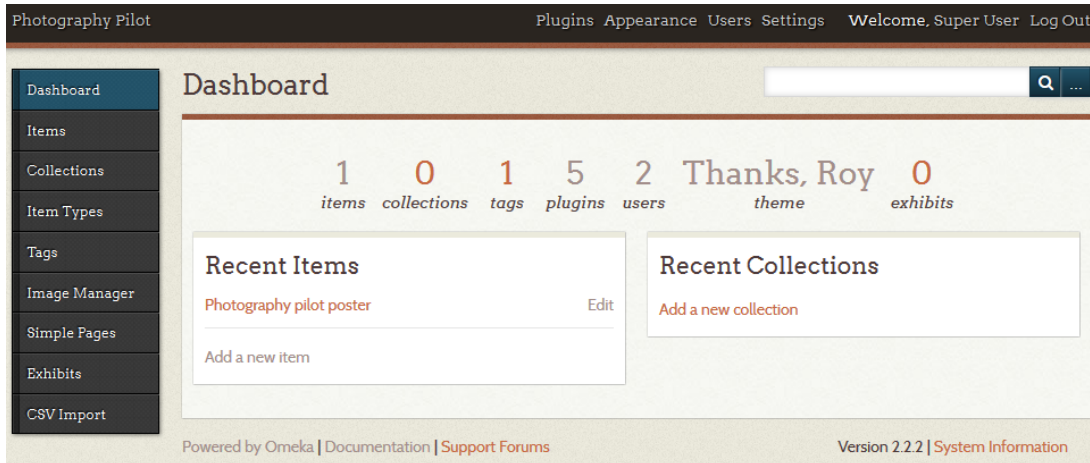 Photography Pilot
Plugins Appearance Users Settings Welcome, Super User Log Out
Dashboard
Items
Collections
Item Types
Tags
Image Manager
Simple Pages
Exhibits
CSV Import
Dashboard
...
1 0 1 5 2 Thanks, Roy 0
items collections tags plugins users theme exhibits
Recent Items
Photography pilot poster Edit
Add a new item
Recent Collections
Add a new collection
Powered by Omeka | Documentation | Support Forums
Version 2.2.2 | System Information